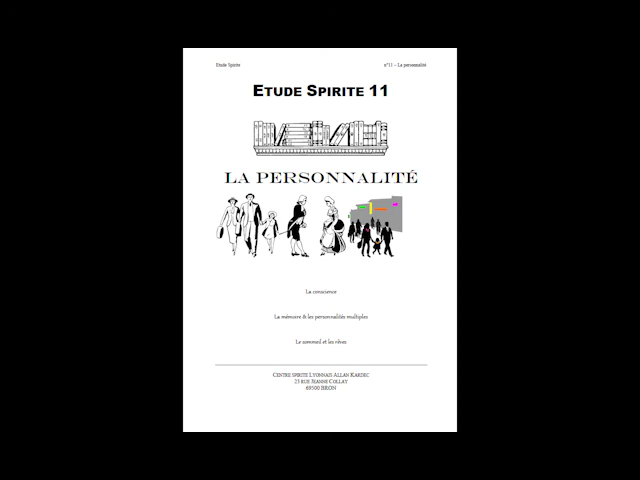 Etude Spirite
n°11 – La personnalité
ETUDE SPIRITE 11
LA PERSONNALITÉ
La conscience
La mémoire & les personnalités multiples
Le sommeil et les rêves
CENTRE SPIRITE LYONNAIS ALLAN KARDEC
23 RUE JEANNE COLLAY
69500 BRON